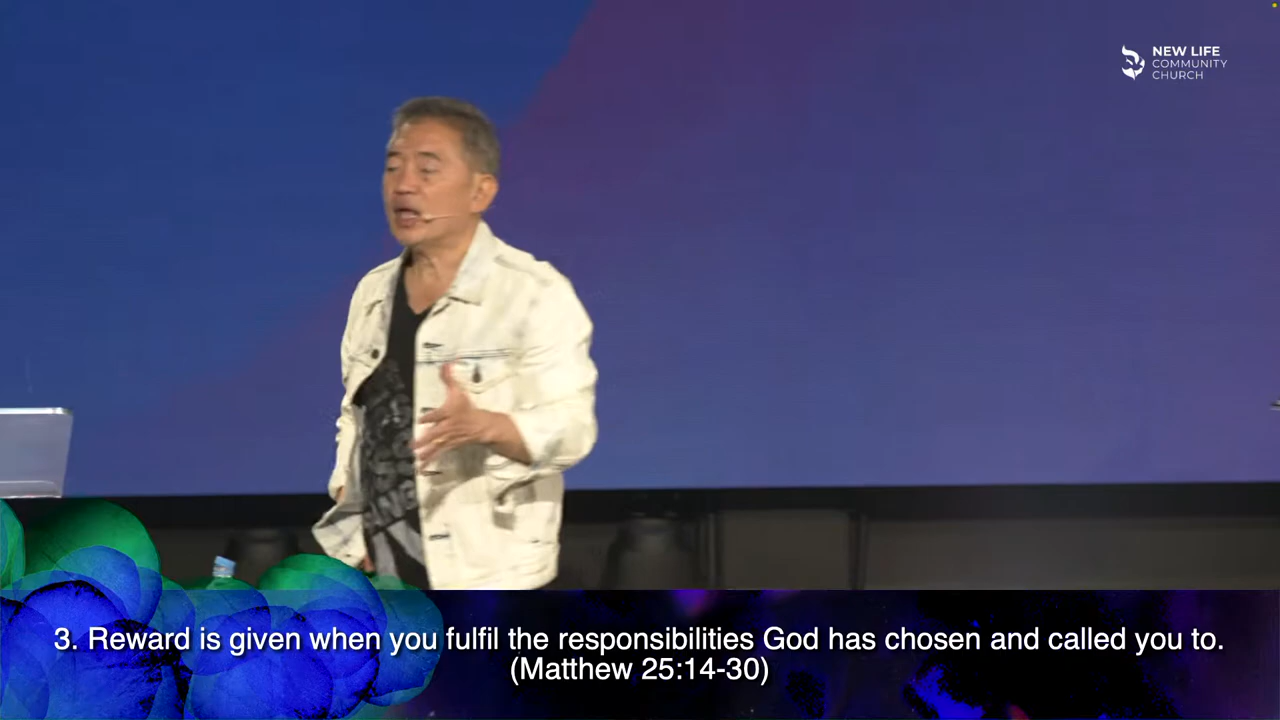 NEW LIFE
COMMUNITY
CHURCH
3. Reward is given when you fulfil the responsibilities God has chosen and called you to.
(Matthew 25:14-30)